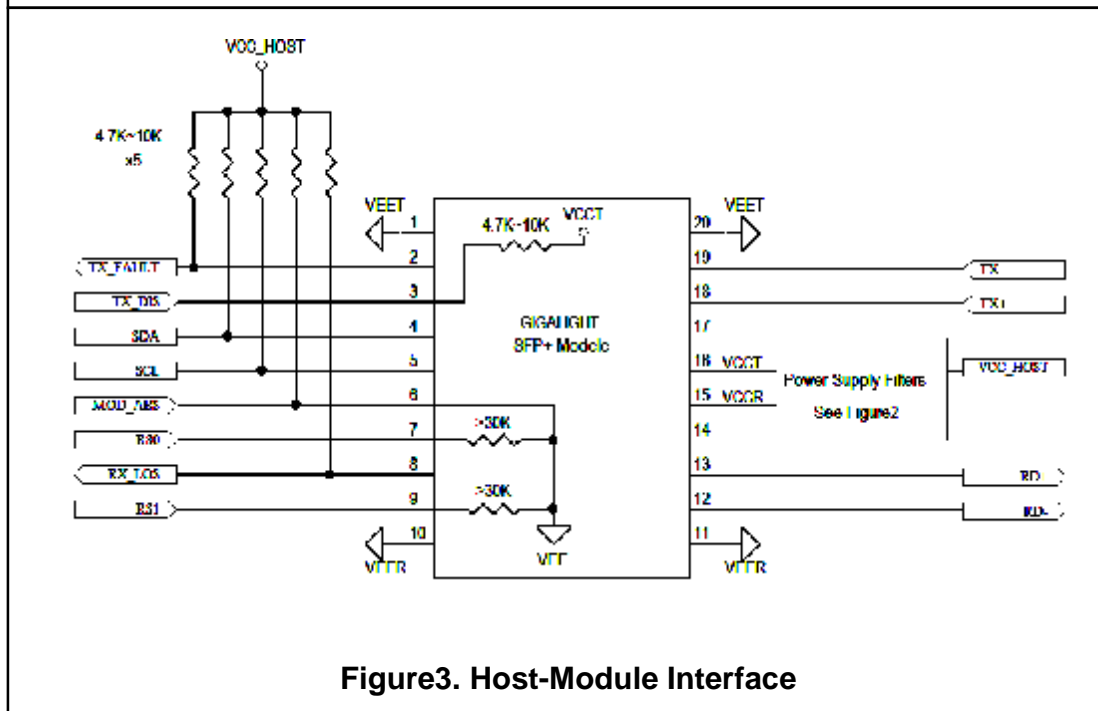 VCC_HOST
4.7K~10K
x5
VEET
1
2
3
4
5
6
7
8
9
10
TX_FAULT
TX_DIS
SDA
SCL
MOD_ABS
RS0
RX_LOS
RS1
VEER
4.7K~10K
VCCT
GIGALIGHT
SFP+ Module
>30K
>30K
VEE
20
19
18
17
16
15
14
13
12
11
VEET
VCCT
VCCR
VEER
Power Supply Filters
See Figure2
TX
TX+
VCC_HOST
RD
RD-
Figure3. Host-Module Interface